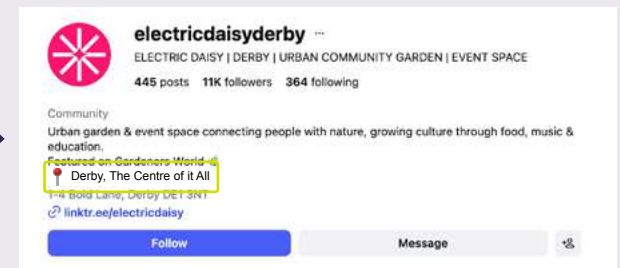 electricdaisyderby ...
ELECTRIC DAISY | DERBY | URBAN COMMUNITY GARDEN | EVENT SPACE
445 posts 11K followers 364 following
Community
Urban garden & event space connecting people with nature, growing culture through food, music &
education.
Featured on Gardeners World
Derby, The Centre of it All
1-4 Bold Lane, Derby DE1 3NT
linktr.ee/electricdaisy
Follow Message